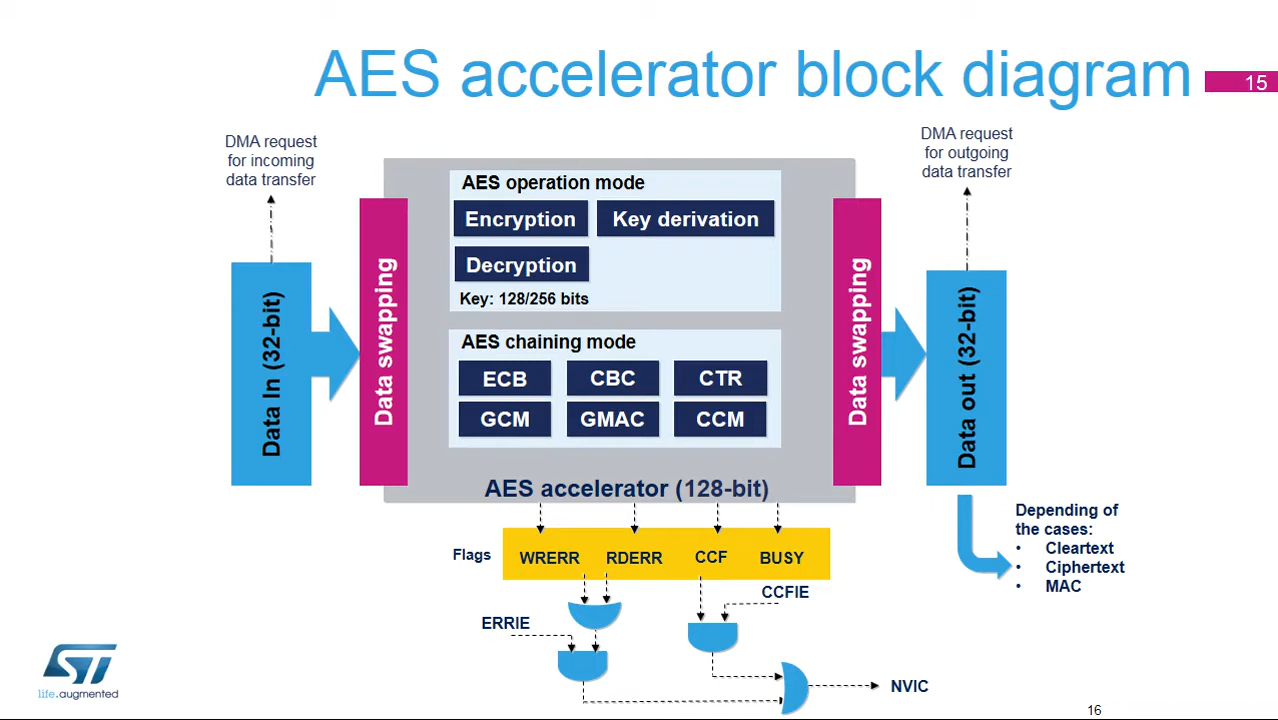 AES accelerator block diagram
15
DMA request
for incoming
data transfer
DMA request
for outgoing
data transfer
AES operation mode
Encryption
Key derivation
Decryption
Key: 128/256 bits
AES chaining mode
ECB
CBC
CTR
GCM
GMAC
CCM
Data In (32-bit)
Data swapping
Data swapping
Data out (32-bit)
AES accelerator (128-bit)
Depending of
the cases:
• Cleartext
• Ciphertext
• MAC
Flags
WRERR
RDERR
CCF
BUSY
CCFIE
ERRIE
NVIC
ST
life.augmented
16